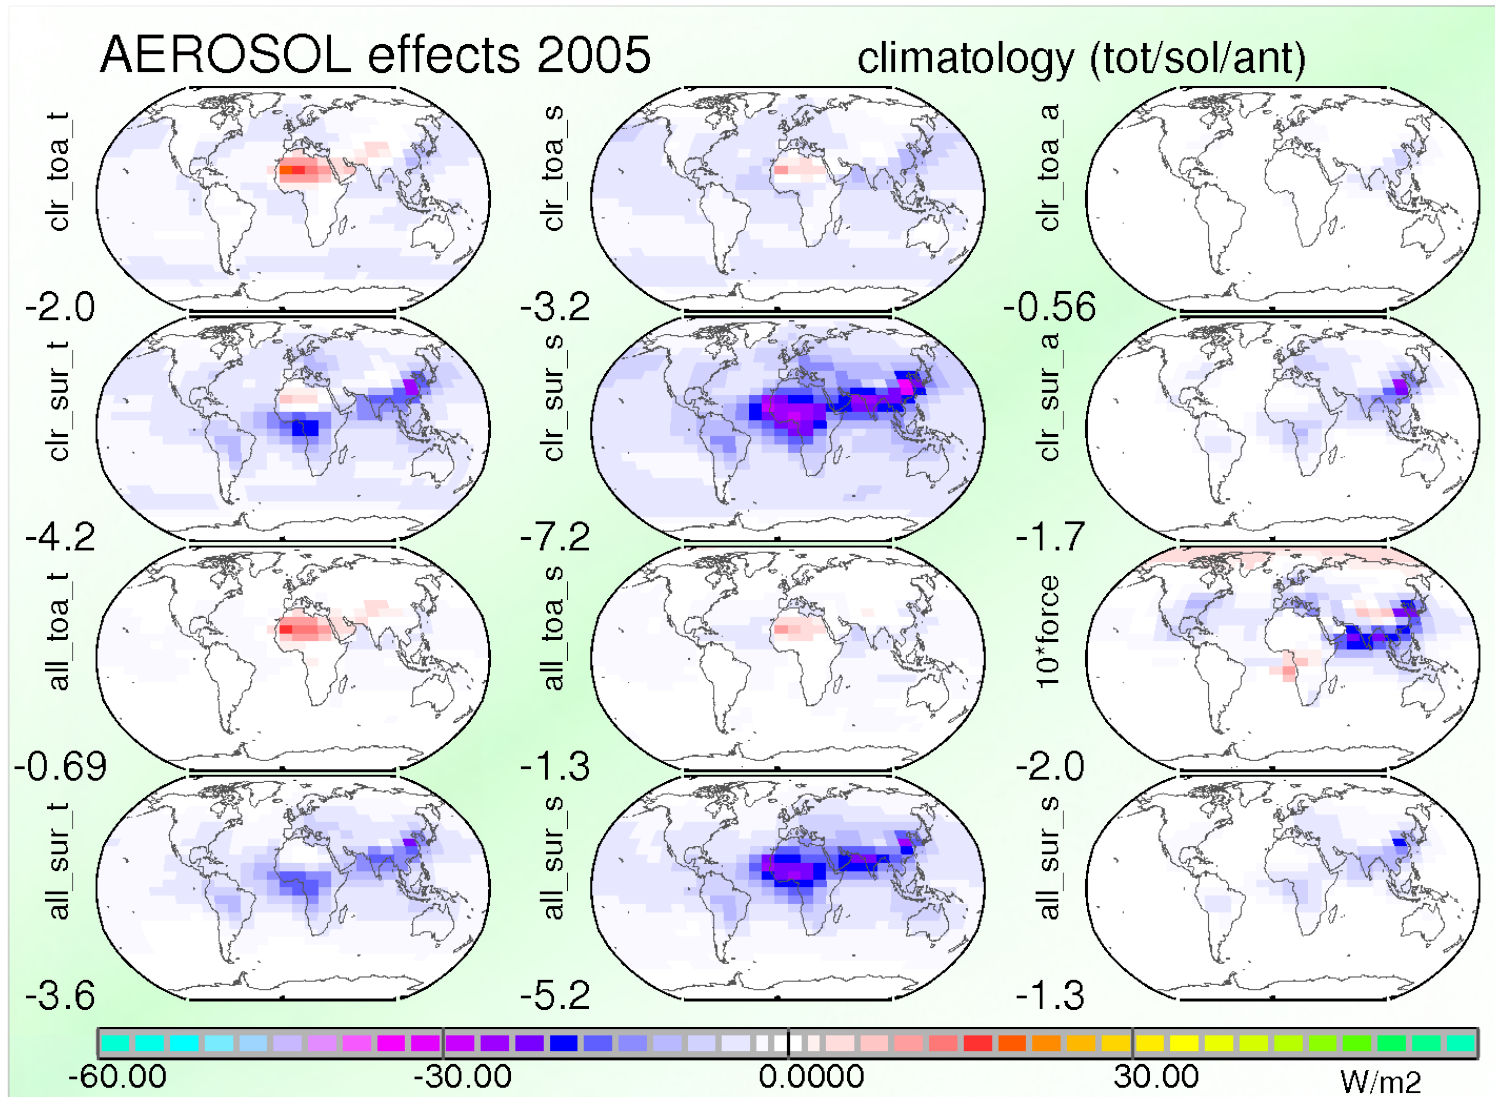 AEROSOL effects 2005 climatology (tot/sol/ant)
clr_toa_t clr_toa_s clr_toa_a
-2.0 -3.2 -0.56
clr_sur_t clr_sur_s clr_sur_a
-4.2 -7.2 -1.7
all_toa_t all_toa_s 10*force
-0.69 -1.3 -2.0
all_sur_t all_sur_s all_sur_s
-3.6 -5.2 -1.3
-60.00 -30.00 0.0000 30.00 W/m2